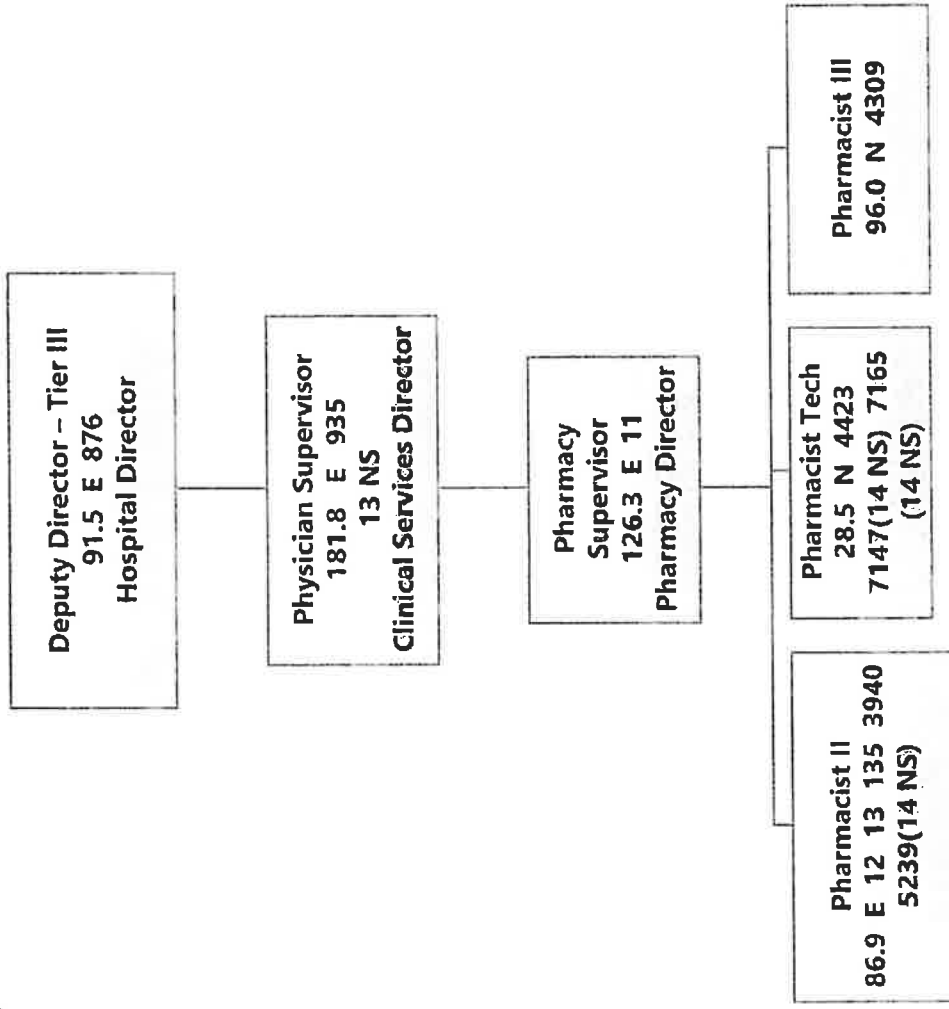 Deputy Director – Tier III
91.5 E 876
Hospital Director
Physician Supervisor
181.8 E 935
13 NS
Clinical Services Director
Pharmacy
Supervisor
126.3 E 11
Pharmacy Director
Pharmacist II
86.9 E 12 13 135 3940
5239(14 NS)
Pharmacist Tech
28.5 N 4423
7147(14 NS) 7165
(14 NS)
Pharmacist III
96.0 N 4309